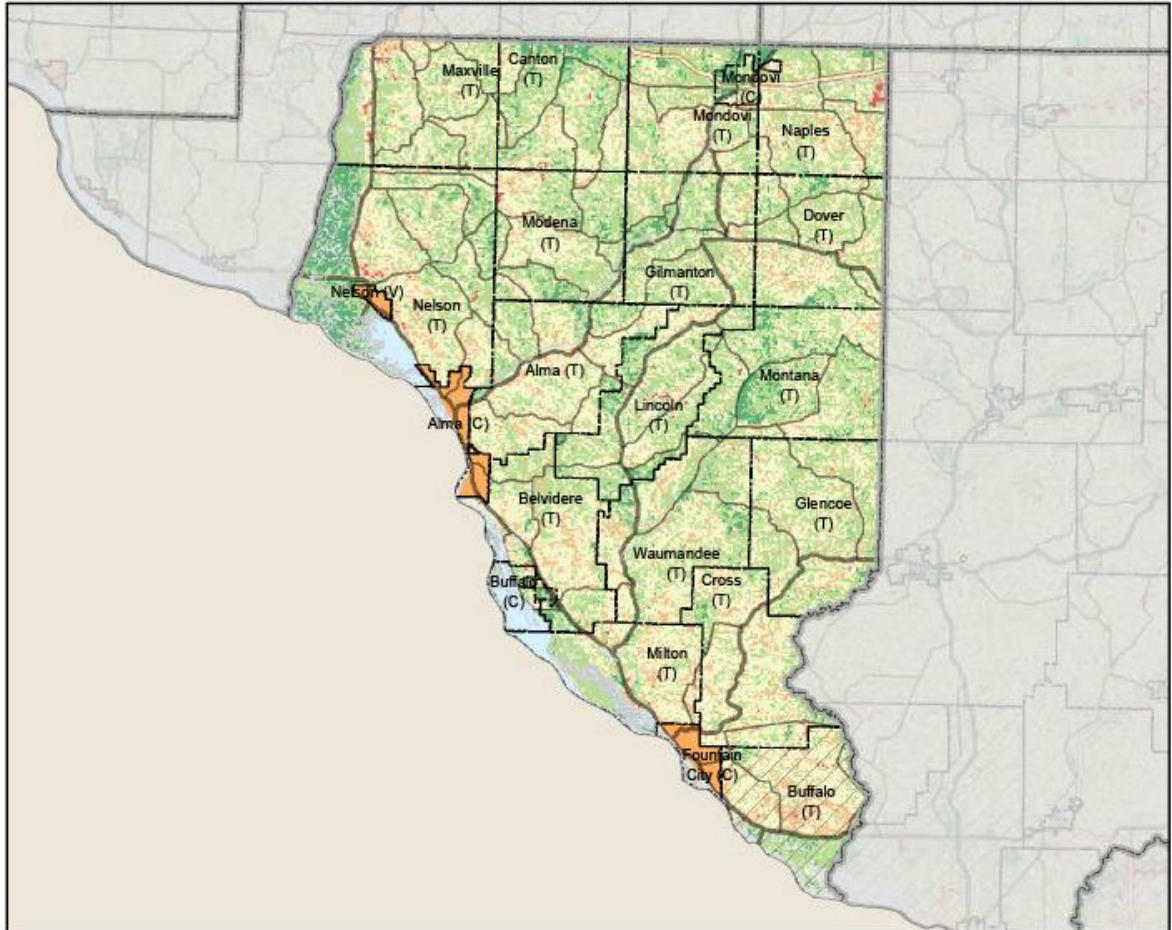 Maxville
(T)
Canton
(T)
Mondovi
(C)
Mondovi
(T)
Naples
(T)
Modena
(T)
Dover
(T)
Gilmanton
(T)
Nelson (V)
Nelson
(T)
Alma (T)
Lincoln
(T)
Montana
(T)
Alma (C)
Belvidere
(T)
Glencoe
(T)
Waumandee
(T)
Cross
(T)
Buffalo
(C)
Milton
(T)
Fountain
City (C)
Buffalo
(T)